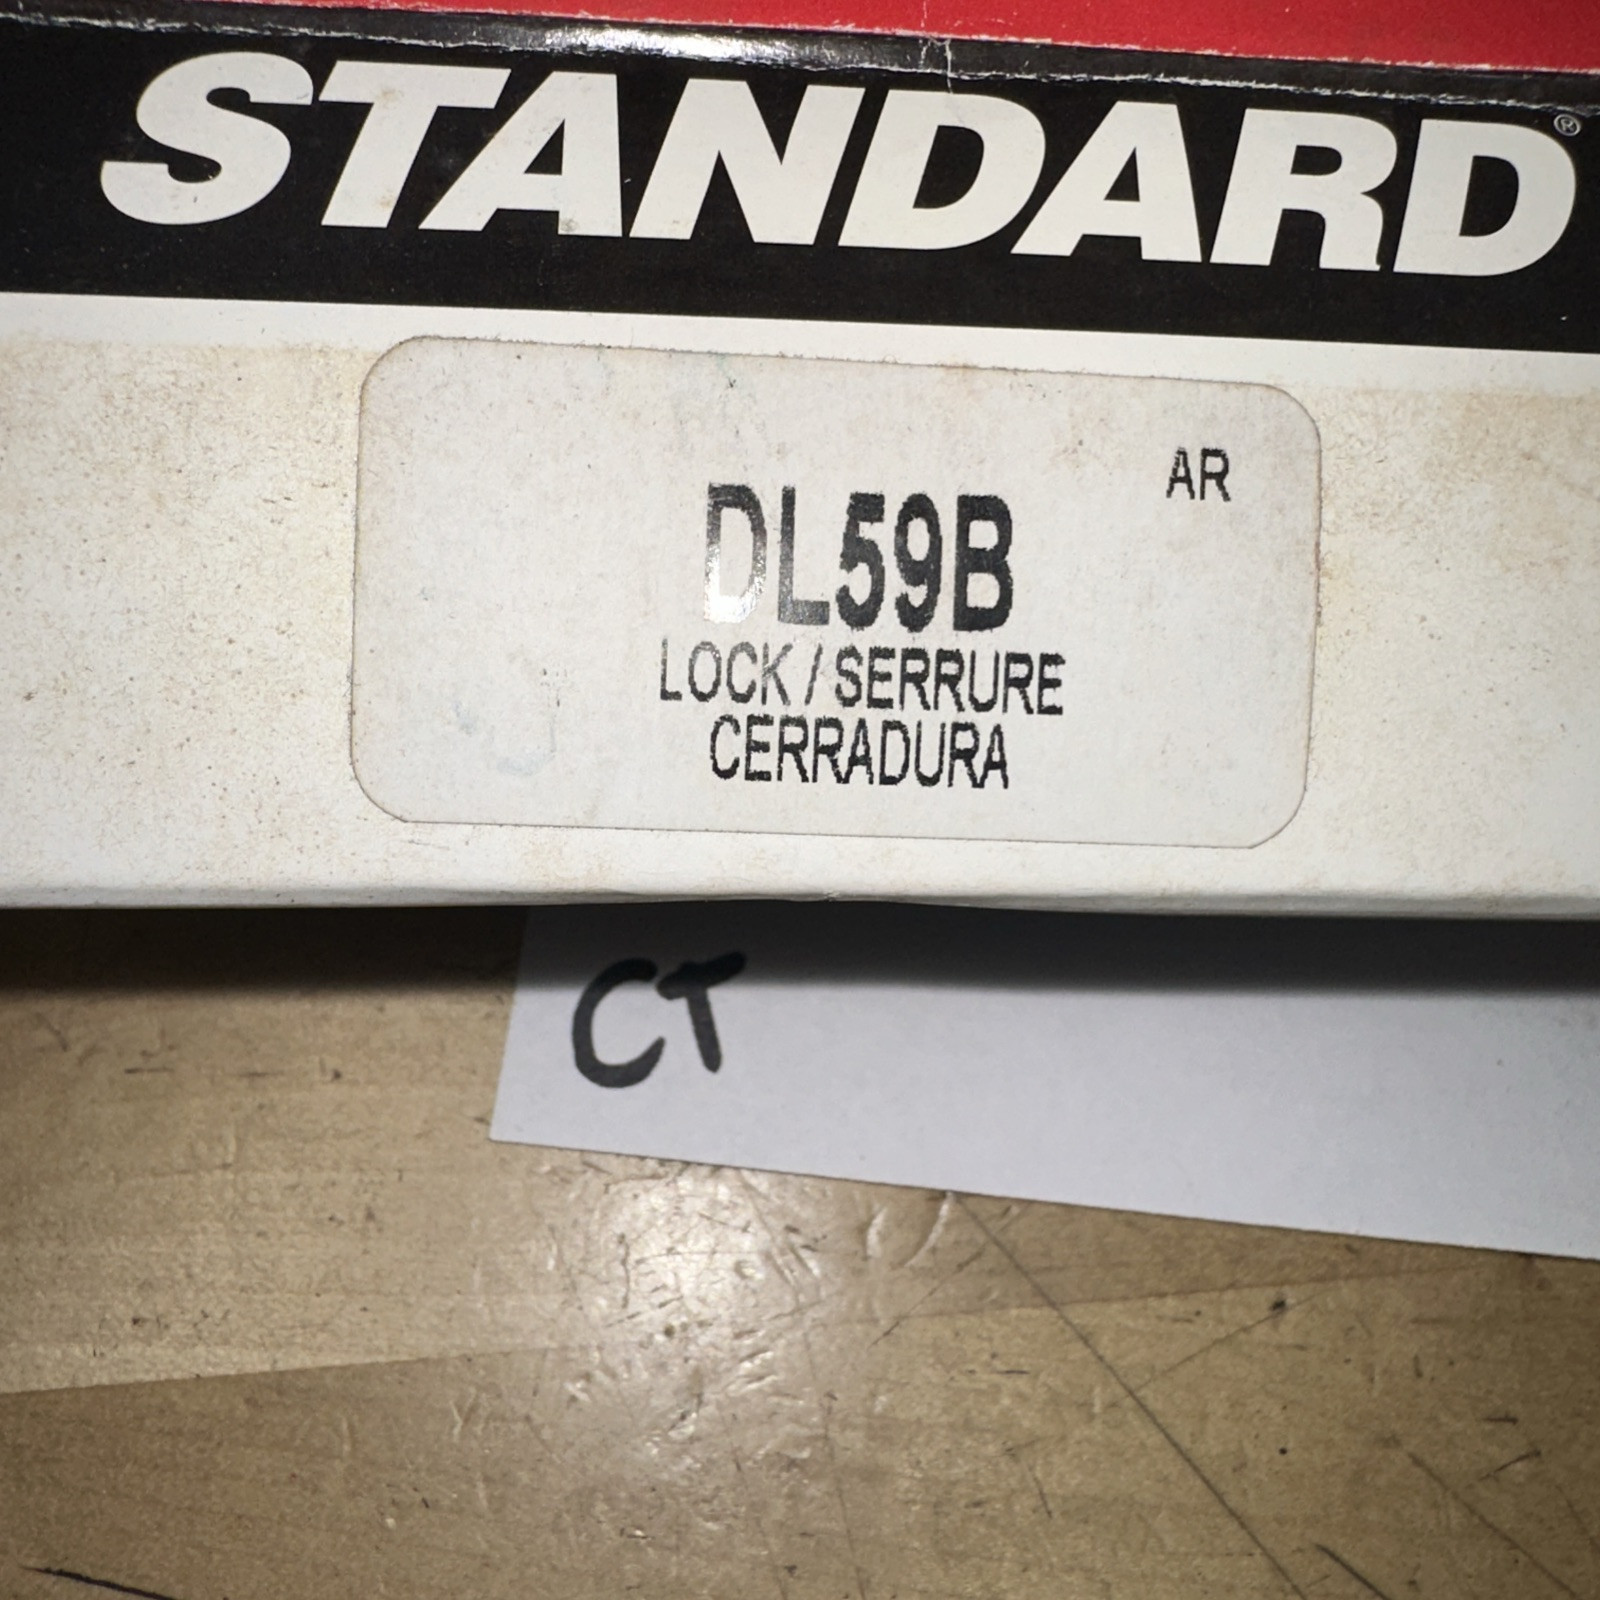 STANDARD®
AR
DL59B
LOCK / SERRURE
CERRADURA
CT